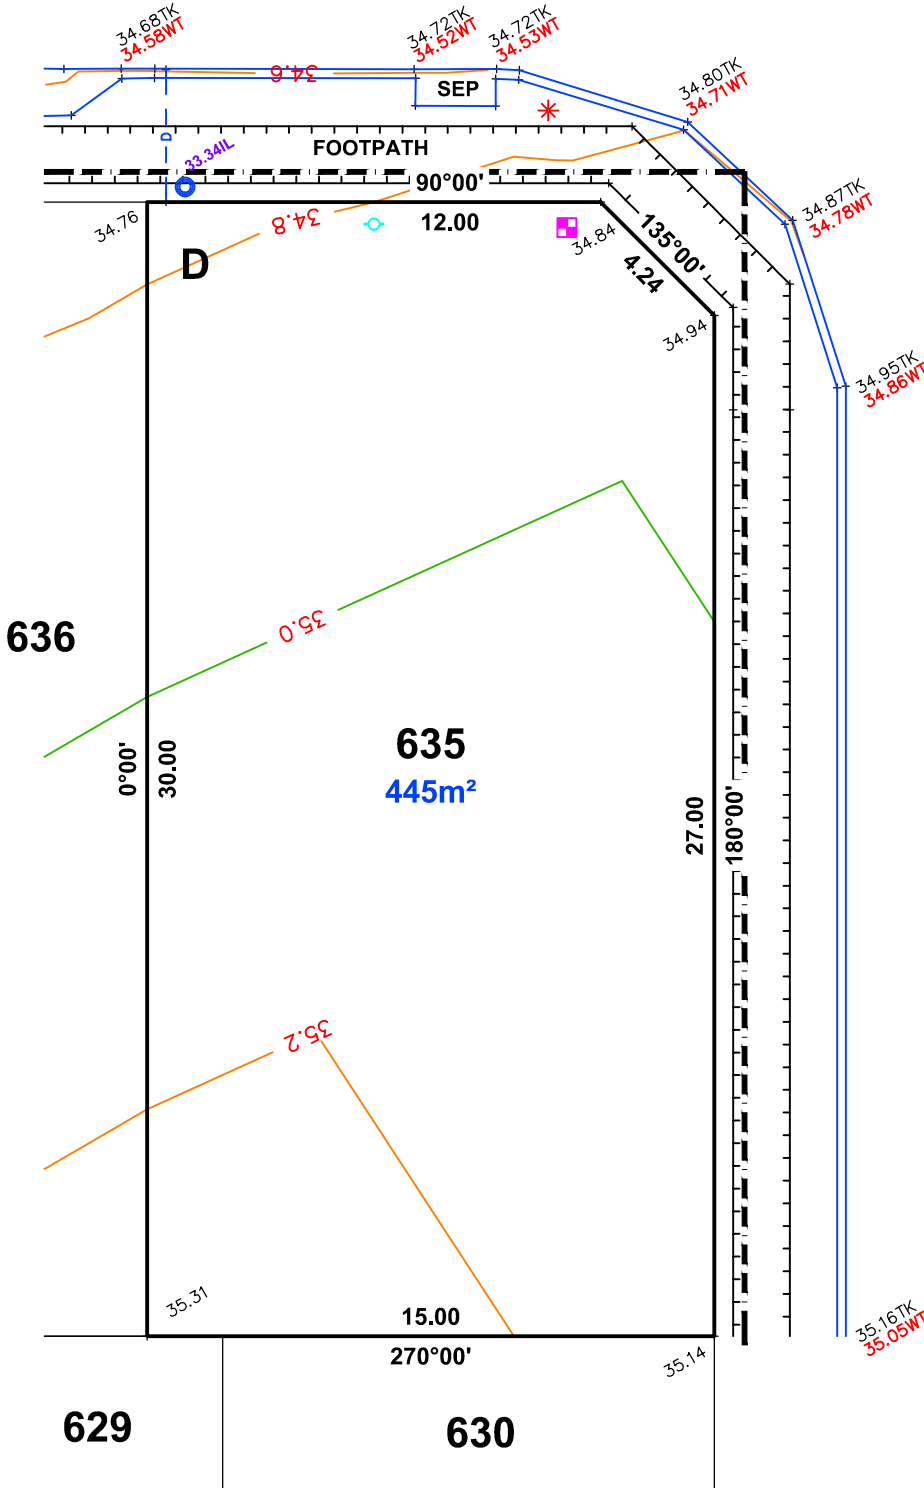 34.68TK
34.58WT
34.72TK
34.52WT
34.72TK
34.53WT
34.6
SEP
34.80TK
34.71WT
D
FOOTPATH
33.34IL
90°00'
34.76
34.8
12.00
34.84
135°00'
4.24
34.87TK
34.78WT
D
34.94
34.95TK
34.86WT
35.0
636
635
445m²
0°00'
30.00
27.00
180°00'
35.2
35.31
15.00
270°00'
35.14
35.16TK
35.05WT
629
630